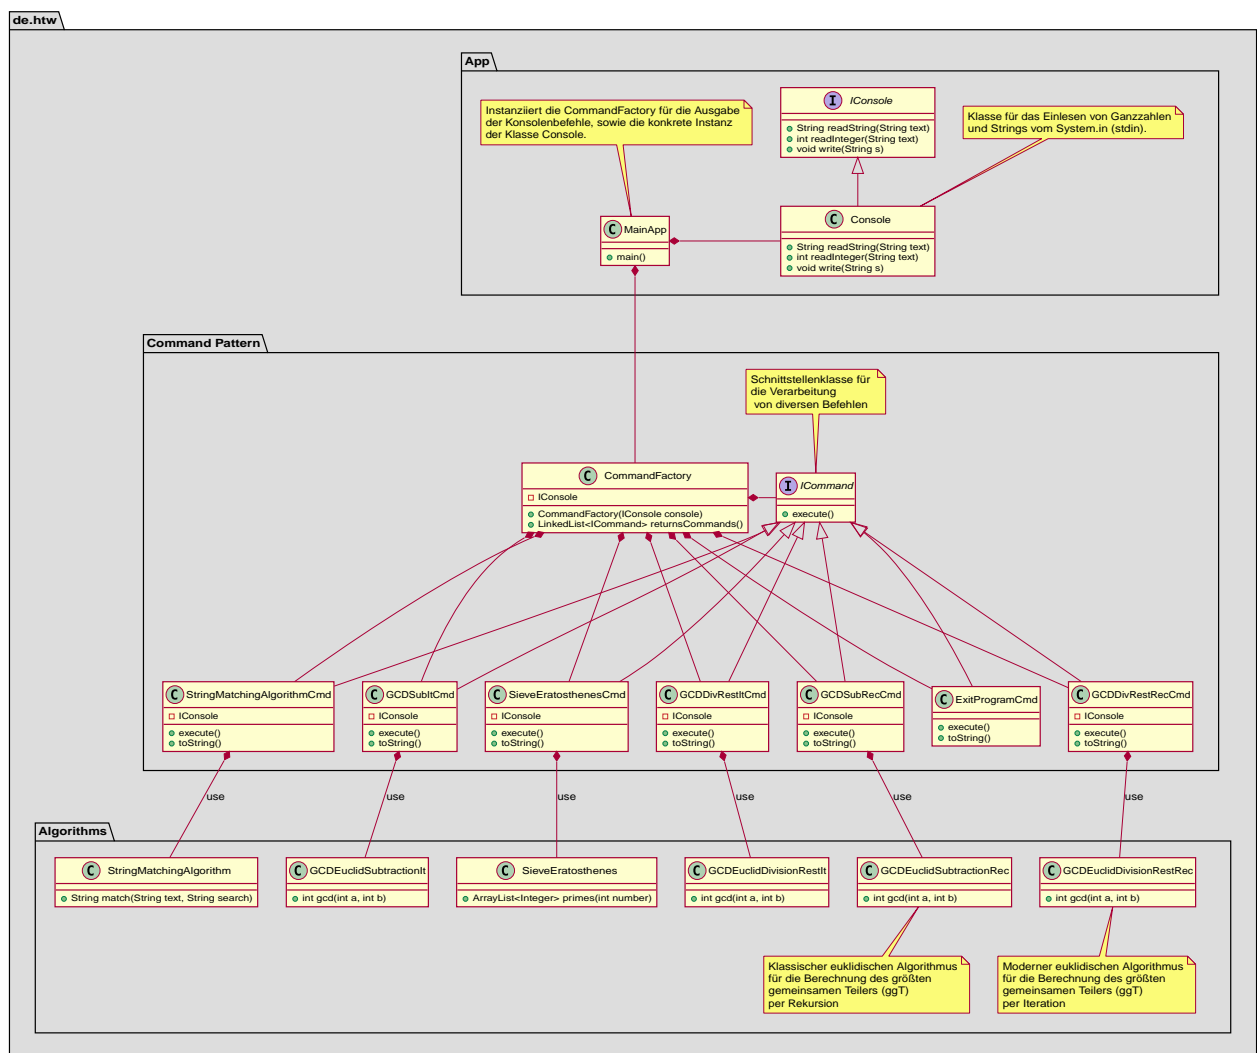 de.htw
App
Instanziiert die CommandFactory für die Ausgabe
der Konsolenbefehle, sowie die konkrete Instanz
der Klasse Console.
I IConsole
String readString(String text)
int readInteger(String text)
void write(String s)
Klasse für das Einlesen von Ganzzahlen
und Strings vom System.in (stdin).
C MainApp
main()
C Console
String readString(String text)
int readInteger(String text)
void write(String s)
Command Pattern
Schnittstellenklasse für
die Verarbeitung
von diversen Befehlen
C CommandFactory
IConsole
CommandFactory(IConsole console)
LinkedList<ICommand> returnsCommands()
I ICommand
execute()
C StringMatchingAlgorithmCmd
IConsole
execute()
toString()
C GCDSubItCmd
IConsole
execute()
toString()
C SieveEratosthenesCmd
IConsole
execute()
toString()
C GCDDivRestItCmd
IConsole
execute()
toString()
C GCDSubRecCmd
IConsole
execute()
toString()
C ExitProgramCmd
execute()
toString()
C GCDDivRestRecCmd
IConsole
execute()
toString()
use
use
use
use
use
use
Algorithms
C StringMatchingAlgorithm
String match(String text, String search)
C GCDEuclidSubtractionIt
int gcd(int a, int b)
C SieveEratosthenes
ArrayList<Integer> primes(int number)
C GCDEuclidDivisionRestIt
int gcd(int a, int b)
C GCDEuclidSubtractionRec
int gcd(int a, int b)
C GCDEuclidDivisionRestRec
int gcd(int a, int b)
Klassischer euklidischen Algorithmus
für die Berechnung des größten
gemeinsamen Teilers (ggT)
per Rekursion
Moderner euklidischen Algorithmus
für die Berechnung des größten
gemeinsamen Teilers (ggT)
per Iteration